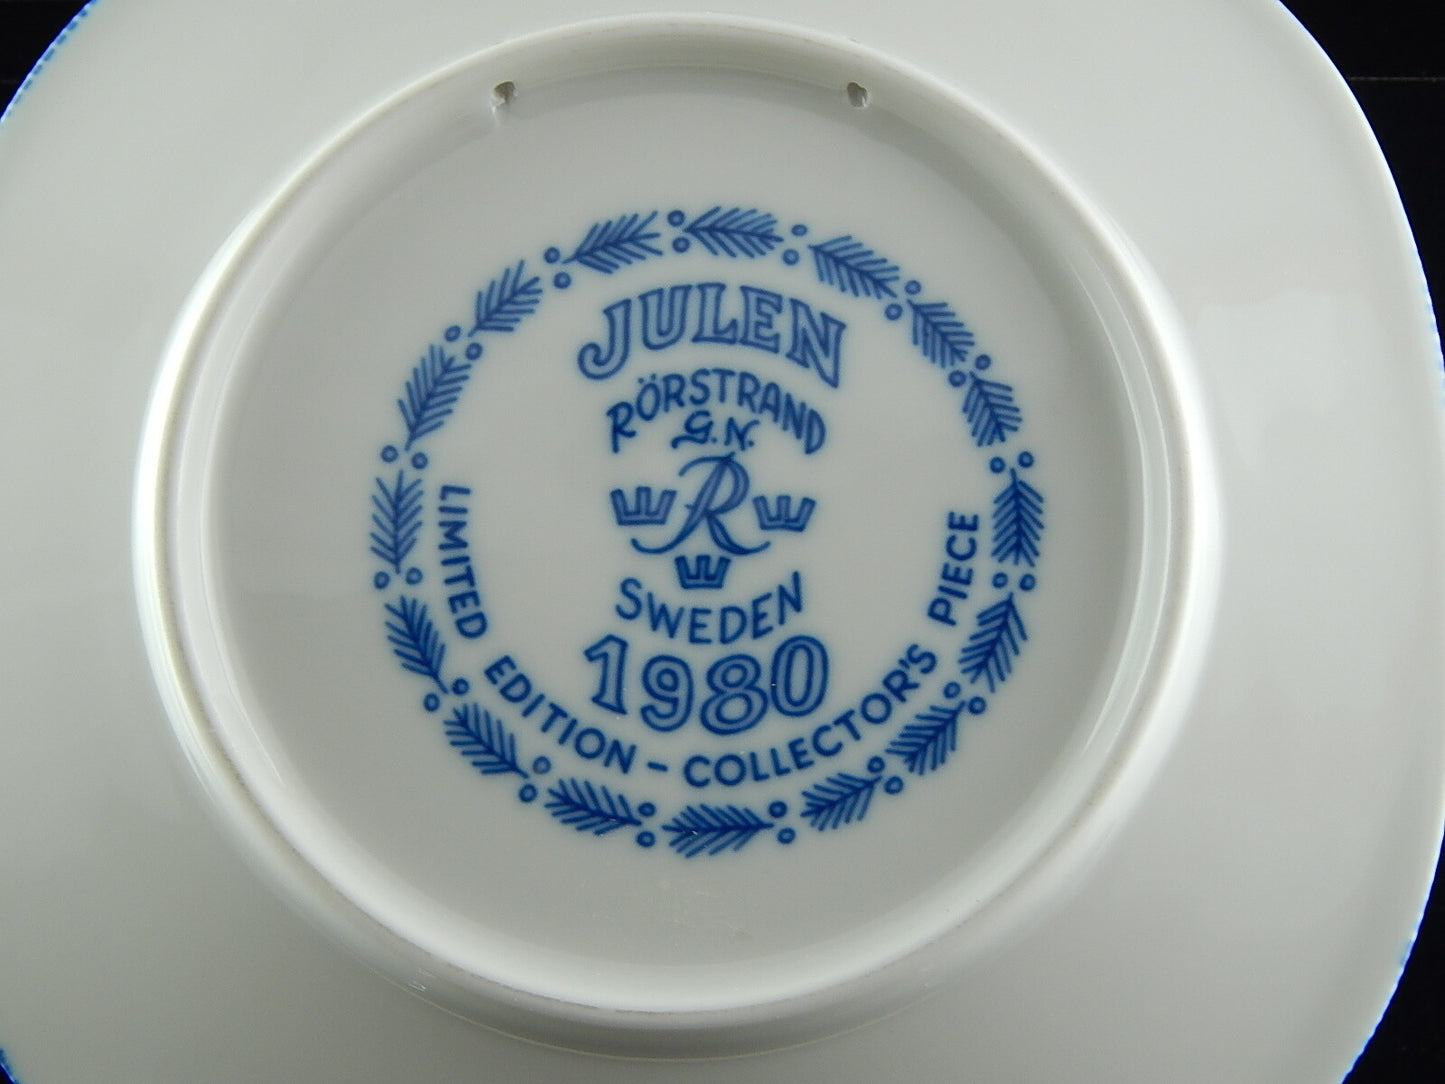 JULEN
RÖRSTRAND
G.N.
R
SWEDEN
1980
LIMITED EDITION – COLLECTOR'S PIECE